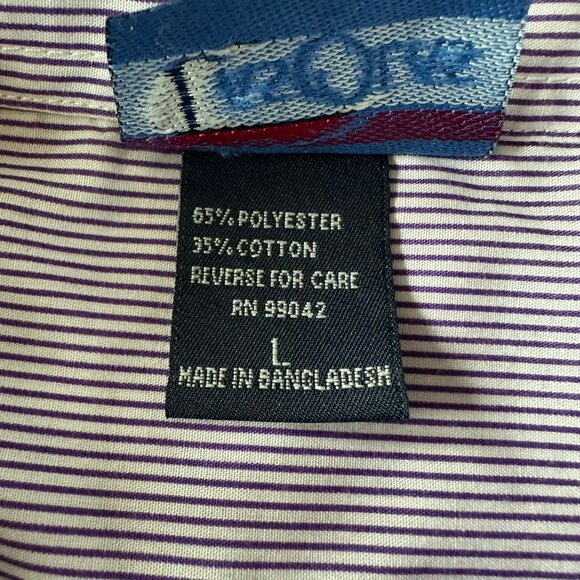 65% POLYESTER
35% COTTON
REVERSE FOR CARE
RN 99042
L
MADE IN BANGLADESH